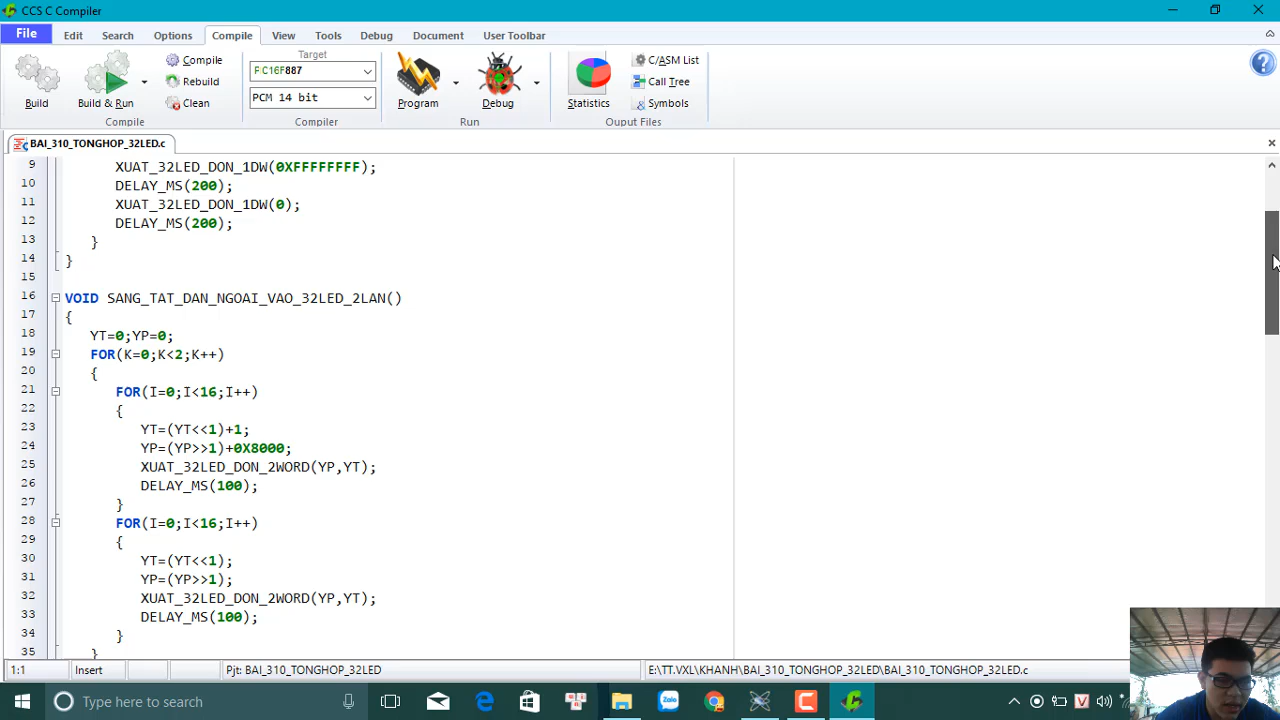 CCS C Compiler
File Edit Search Options Compile View Tools Debug Document User Toolbar
Build
Build & Run
Compile
Rebuild
Clean
Compile
Target
PIC16F887
PCM 14 bit
Compiler
Program
Debug
Run
Statistics
C/ASM List
Call Tree
Symbols
Ouput Files
BAI_310_TONGHOP_32LED.c
9 XUAT_32LED_DON_1DW(0XFFFFFFFF);
10 DELAY_MS(200);
11 XUAT_32LED_DON_1DW(0);
12 DELAY_MS(200);
13 }
14 }
15
16 VOID SANG_TAT_DAN_NGOAI_VAO_32LED_2LAN()
17 {
18 YT=0;YP=0;
19 FOR(K=0;K<2;K++)
20 {
21 FOR(I=0;I<16;I++)
22 {
23 YT=(YT<<1)+1;
24 YP=(YP>>1)+0X8000;
25 XUAT_32LED_DON_2WORD(YP,YT);
26 DELAY_MS(100);
27 }
28 FOR(I=0;I<16;I++)
29 {
30 YT=(YT<<1);
31 YP=(YP>>1);
32 XUAT_32LED_DON_2WORD(YP,YT);
33 DELAY_MS(100);
34 }
35 }
1:1 Insert Pjt: BAI_310_TONGHOP_32LED E:\TT.VXL\KHANH\BAI_310_TONGHOP_32LED\BAI_310_TONGHOP_32LED.c
Type here to search
Zalo
V